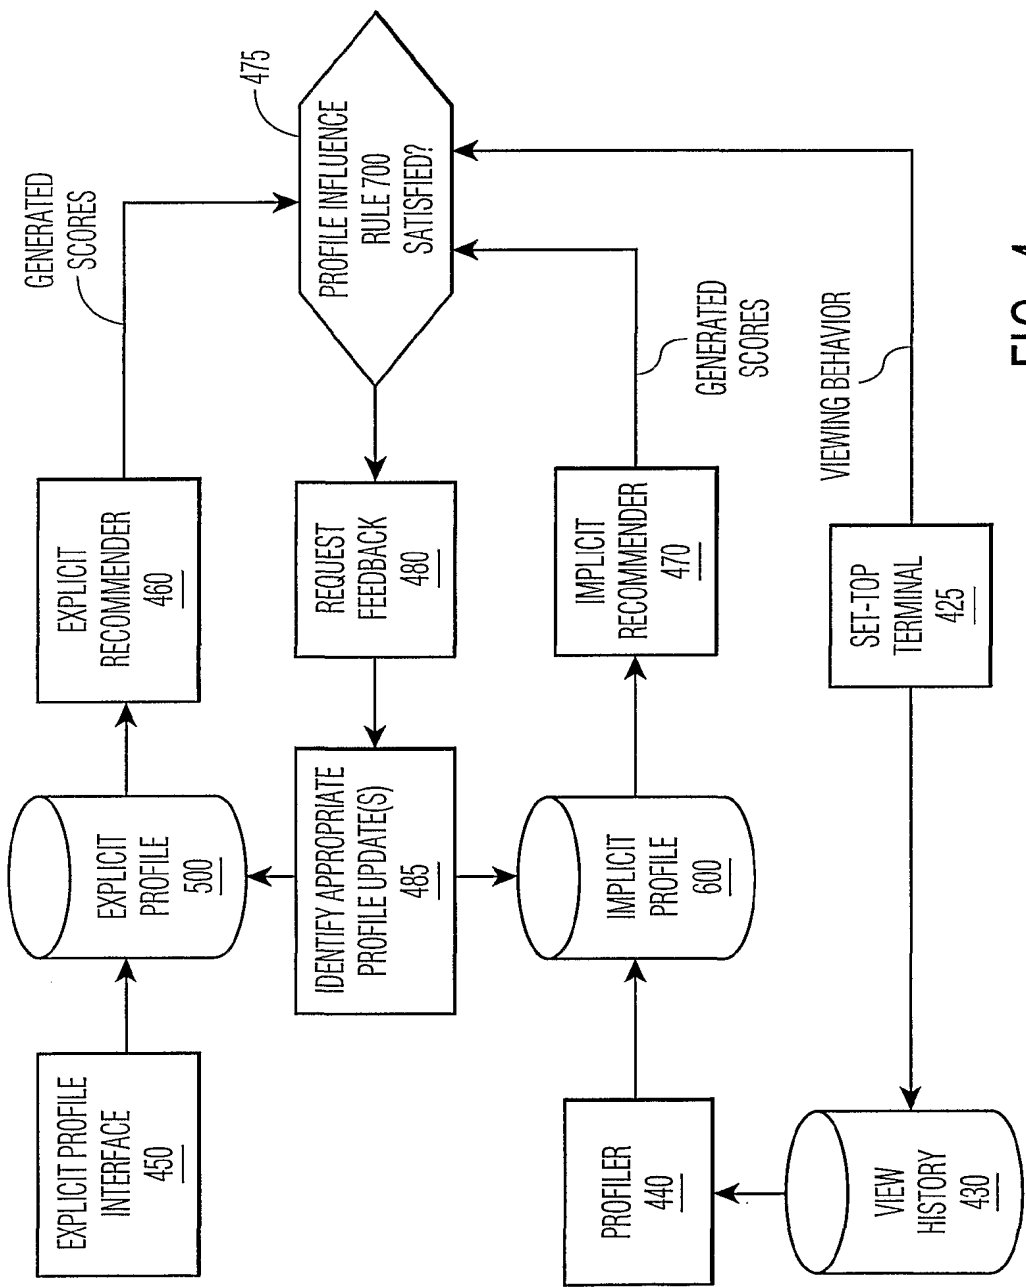 EXPLICIT PROFILE
INTERFACE
450
EXPLICIT
PROFILE
500
EXPLICIT
RECOMMENDER
460
GENERATED
SCORES
475
IDENTIFY APPROPRIATE
PROFILE UPDATE(S)
485
REQUEST
FEEDBACK
480
PROFILE INFLUENCE
RULE 700
SATISFIED?
PROFILER
440
IMPLICIT
PROFILE
600
IMPLICIT
RECOMMENDER
470
GENERATED
SCORES
VIEW
HISTORY
430
SET-TOP
TERMINAL
425
VIEWING BEHAVIOR
FIG. 4